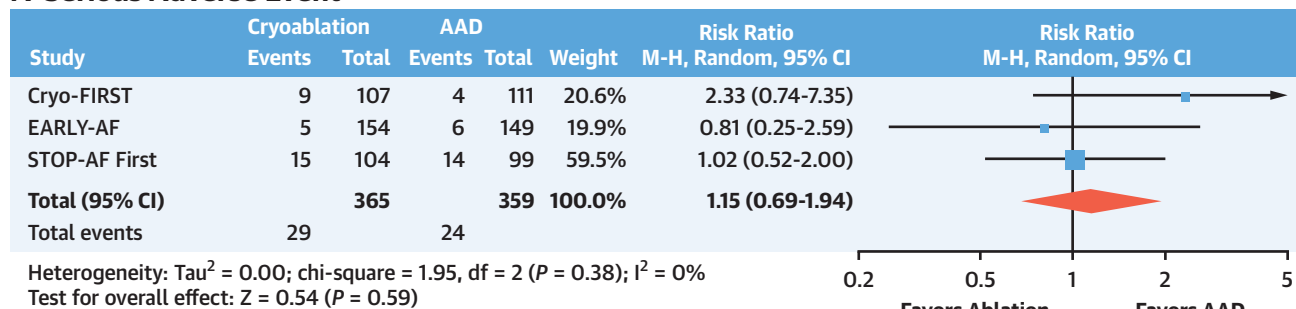 Study Cryoablation Events Total AAD Events Total Weight Risk Ratio M-H, Random, 95% CI Risk Ratio M-H, Random, 95% CI
Cryo-FIRST 9 107 4 111 20.6% 2.33 (0.74-7.35)
EARLY-AF 5 154 6 149 19.9% 0.81 (0.25-2.59)
STOP-AF First 15 104 14 99 59.5% 1.02 (0.52-2.00)
Total (95% CI) 365 359 100.0% 1.15 (0.69-1.94)
Total events 29 24
Heterogeneity: Tau² = 0.00; chi-square = 1.95, df = 2 (P = 0.38); I² = 0%
Test for overall effect: Z = 0.54 (P = 0.59)
0.2 0.5 1 2 5
Favors Ablation Favors AAD